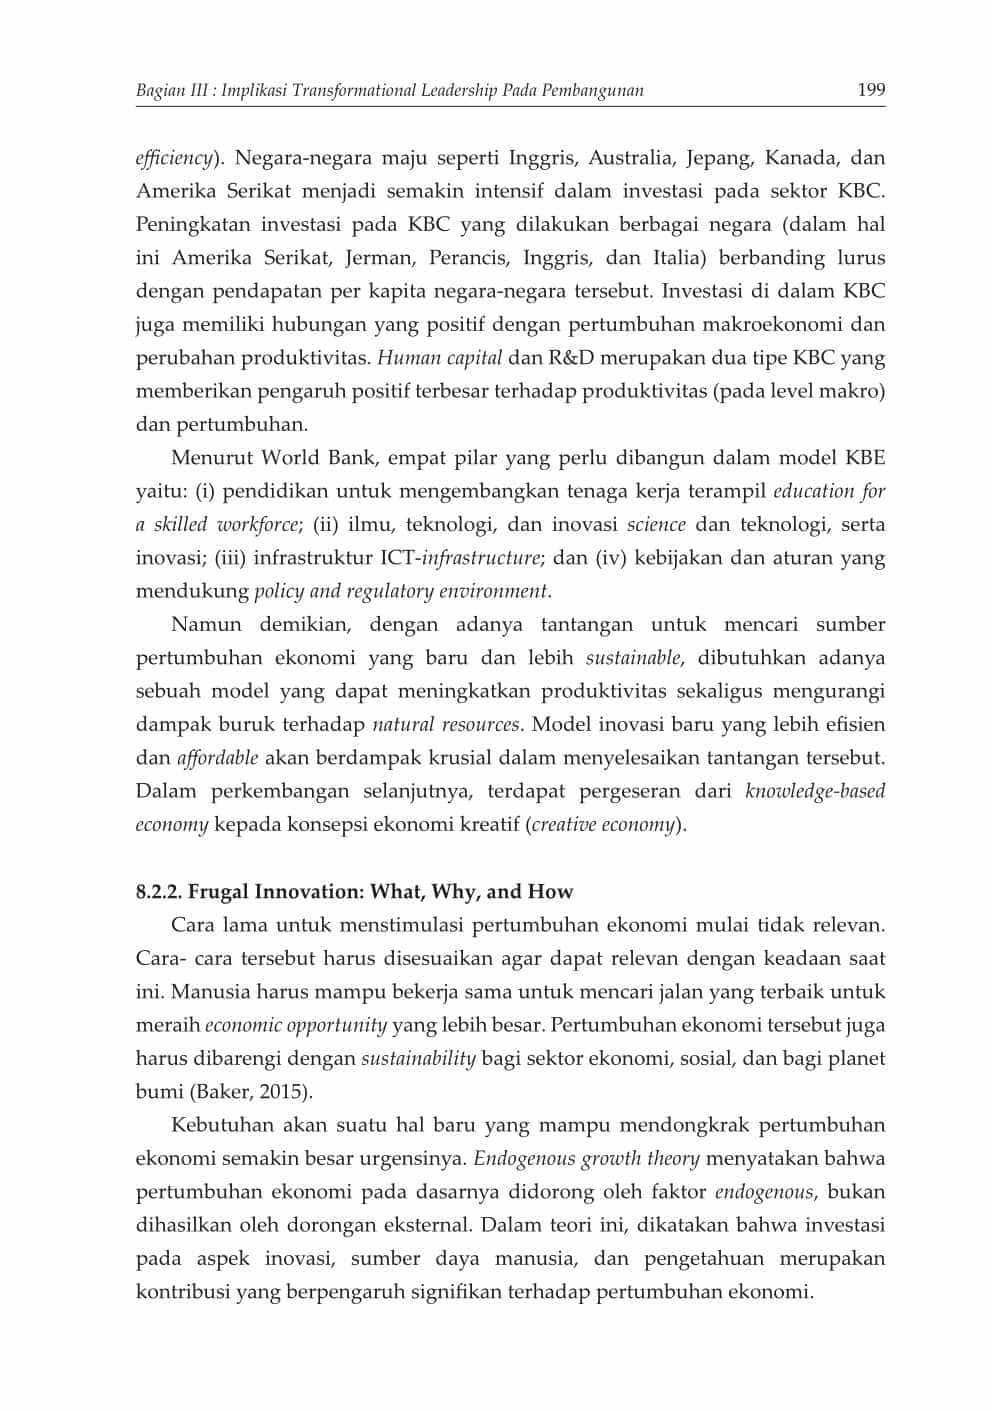 Bagian III : Implikasi Transformational Leadership Pada Pembangunan 199
efficiency). Negara-negara maju seperti Inggris, Australia, Jepang, Kanada, dan
Amerika Serikat menjadi semakin intensif dalam investasi pada sektor KBC.
Peningkatan investasi pada KBC yang dilakukan berbagai negara (dalam hal
ini Amerika Serikat, Jerman, Perancis, Inggris, dan Italia) berbanding lurus
dengan pendapatan per kapita negara-negara tersebut. Investasi di dalam KBC
juga memiliki hubungan yang positif dengan pertumbuhan makroekonomi dan
perubahan produktivitas. Human capital dan R&D merupakan dua tipe KBC yang
memberikan pengaruh positif terbesar terhadap produktivitas (pada level makro)
dan pertumbuhan.
Menurut World Bank, empat pilar yang perlu dibangun dalam model KBE
yaitu: (i) pendidikan untuk mengembangkan tenaga kerja terampil education for
a skilled workforce; (ii) ilmu, teknologi, dan inovasi science dan teknologi, serta
inovasi; (iii) infrastruktur ICT-infrastructure; dan (iv) kebijakan dan aturan yang
mendukung policy and regulatory environment.
Namun demikian, dengan adanya tantangan untuk mencari sumber
pertumbuhan ekonomi yang baru dan lebih sustainable, dibutuhkan adanya
sebuah model yang dapat meningkatkan produktivitas sekaligus mengurangi
dampak buruk terhadap natural resources. Model inovasi baru yang lebih efisien
dan affordable akan berdampak krusial dalam menyelesaikan tantangan tersebut.
Dalam perkembangan selanjutnya, terdapat pergeseran dari knowledge-based
economy kepada konsepsi ekonomi kreatif (creative economy).
8.2.2. Frugal Innovation: What, Why, and How
Cara lama untuk menstimulasi pertumbuhan ekonomi mulai tidak relevan.
Cara- cara tersebut harus disesuaikan agar dapat relevan dengan keadaan saat
ini. Manusia harus mampu bekerja sama untuk mencari jalan yang terbaik untuk
meraih economic opportunity yang lebih besar. Pertumbuhan ekonomi tersebut juga
harus dibarengi dengan sustainability bagi sektor ekonomi, sosial, dan bagi planet
bumi (Baker, 2015).
Kebutuhan akan suatu hal baru yang mampu mendongkrak pertumbuhan
ekonomi semakin besar urgensinya. Endogenous growth theory menyatakan bahwa
pertumbuhan ekonomi pada dasarnya didorong oleh faktor endogenous, bukan
dihasilkan oleh dorongan eksternal. Dalam teori ini, dikatakan bahwa investasi
pada aspek inovasi, sumber daya manusia, dan pengetahuan merupakan
kontribusi yang berpengaruh signifikan terhadap pertumbuhan ekonomi.